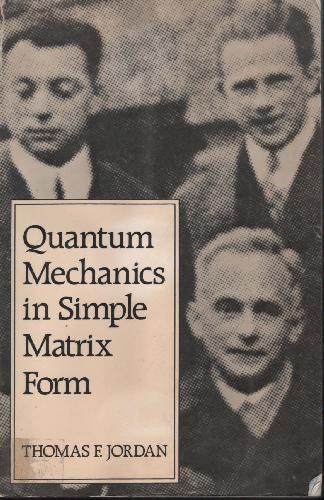 Quantum
Mechanics
in Simple
Matrix
Form
THOMAS F. JORDAN